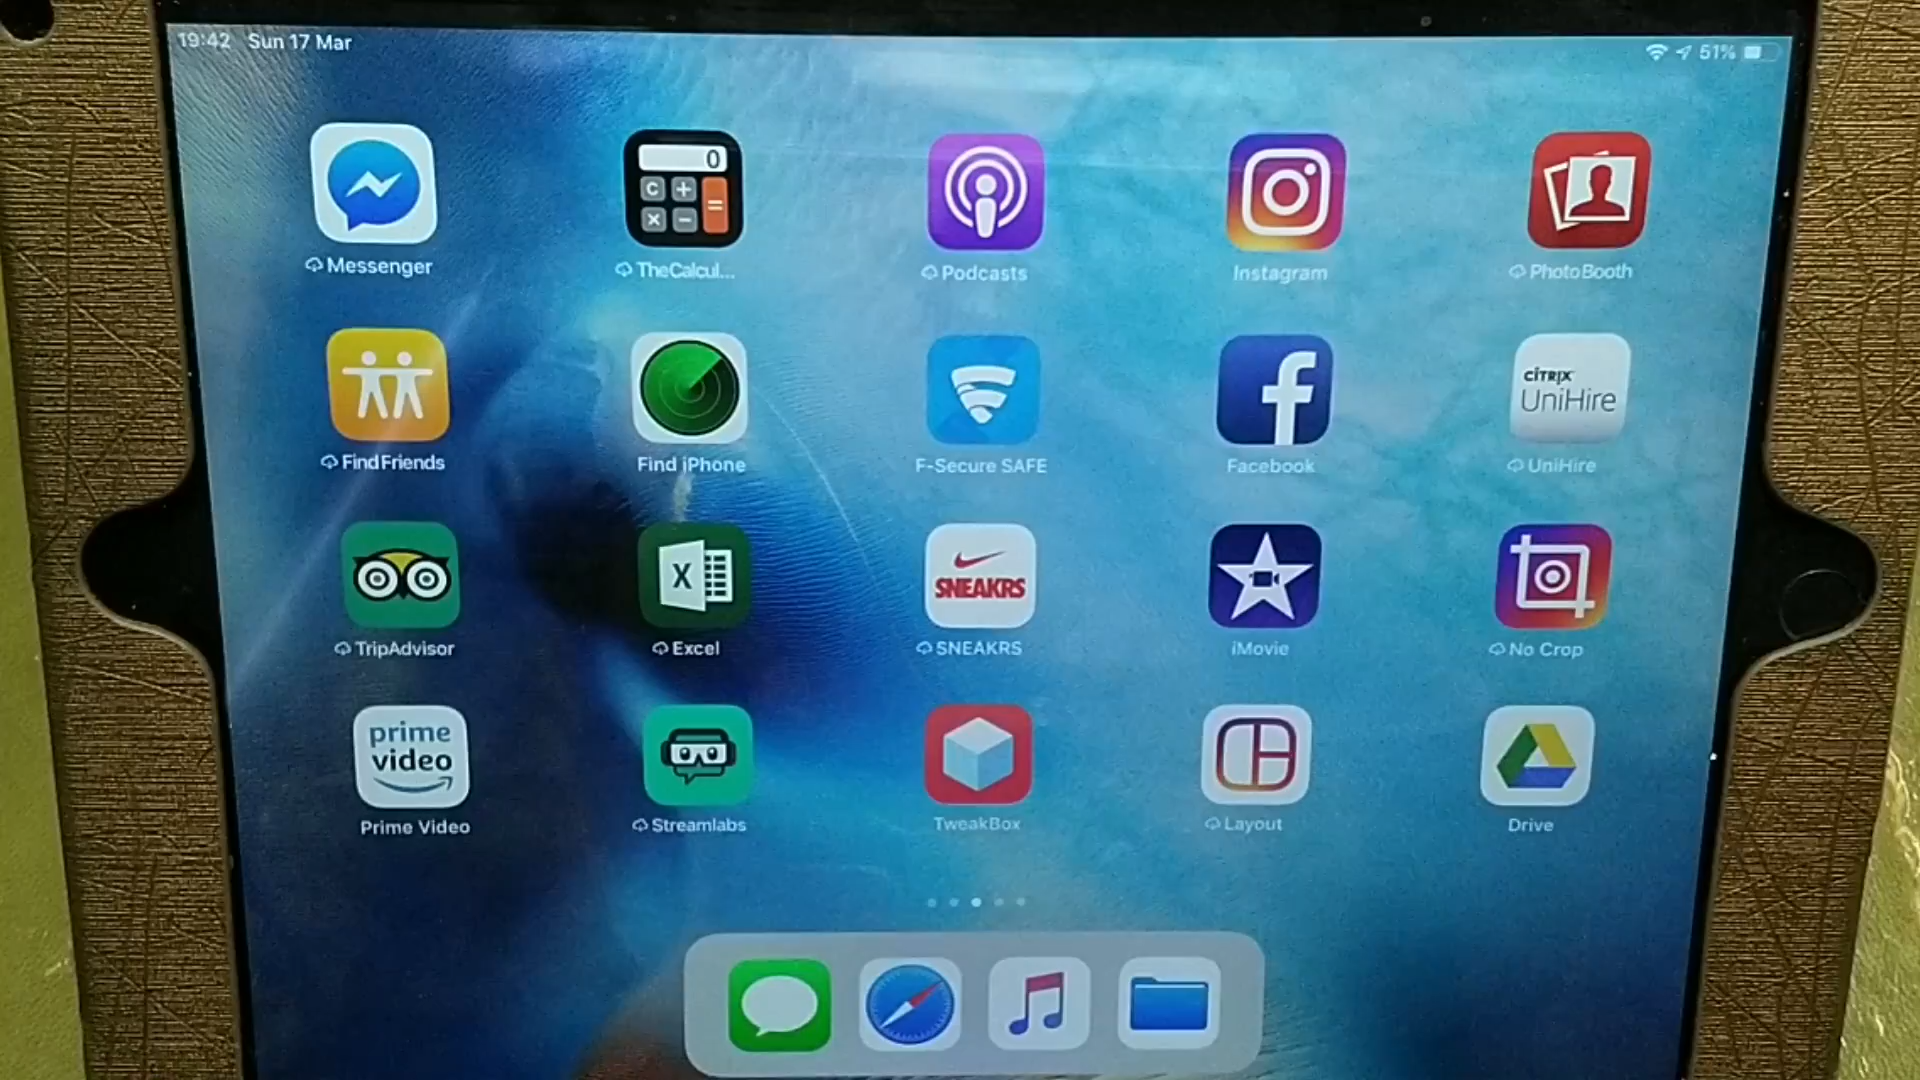 19:42 Sun 17 Mar
51%
0
C + = × −
Messenger
TheCalcul...
Podcasts
Instagram
PhotoBooth
CITRIX
UniHire
FindFriends
Find iPhone
F-Secure SAFE
Facebook
UniHire
X
SNEAKRS
TripAdvisor
Excel
SNEAKRS
iMovie
No Crop
prime
video
Prime Video
Streamlabs
TweakBox
Layout
Drive